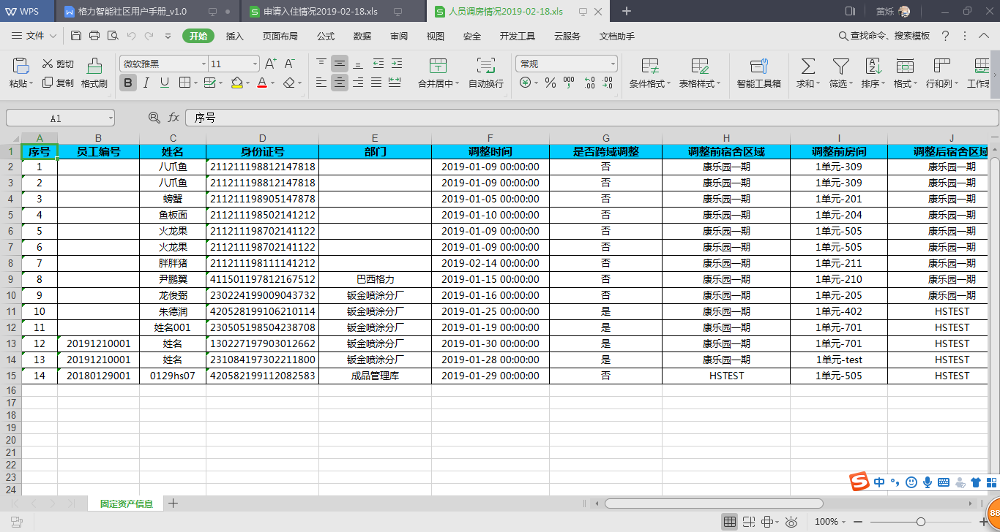 WPS 格力智能社区用户手册_v1.0 申请入住情况2019-02-18.xls 人员调房情况2019-02-18.xls 黄烁
文件 开始 插入 页面布局 公式 数据 审阅 视图 安全 开发工具 云服务 文档助手 查找命令、搜索模板
粘贴 剪切 复制 格式刷 微软雅黑 11 合并居中 自动换行 常规 条件格式 表格样式 智能工具箱 求和 筛选 排序 格式 行和列 工作表
A1 fx 序号
A B C D E F G H I J
1 序号 员工编号 姓名 身份证号 部门 调整时间 是否跨域调整 调整前宿舍区域 调整前房间 调整后宿舍区域
2 1 八爪鱼 211211198812147818 2019-01-09 00:00:00 否 康乐园一期 1单元-309 康乐园一期
3 2 八爪鱼 211211198812147818 2019-01-09 00:00:00 否 康乐园一期 1单元-309 康乐园一期
4 3 螃蟹 211211198905147878 2019-01-05 00:00:00 否 康乐园一期 1单元-201 康乐园一期
5 4 鱼板面 211211198502141212 2019-01-10 00:00:00 否 康乐园一期 1单元-204 康乐园一期
6 5 火龙果 211211198702141122 2019-01-09 00:00:00 否 康乐园一期 1单元-505 康乐园一期
7 6 火龙果 211211198702141122 2019-01-09 00:00:00 否 康乐园一期 1单元-505 康乐园一期
8 7 胖胖猪 211211198111141212 2019-02-14 00:00:00 否 康乐园一期 1单元-211 康乐园一期
9 8 尹鹏翼 411501197812167512 巴西格力 2019-01-15 00:00:00 否 康乐园一期 1单元-210 康乐园一期
10 9 龙俊弼 230224199009043732 钣金喷涂分厂 2019-01-16 00:00:00 否 康乐园一期 1单元-205 康乐园一期
11 10 朱德润 420528199106210114 钣金喷涂分厂 2019-01-25 00:00:00 是 康乐园一期 1单元-402 HSTEST
12 11 姓名001 230505198504238708 钣金喷涂分厂 2019-01-19 00:00:00 是 康乐园一期 1单元-701 HSTEST
13 12 20191210001 姓名 130227197903012662 钣金喷涂分厂 2019-01-30 00:00:00 是 康乐园一期 1单元-701 HSTEST
14 13 20191210001 姓名 231084197302211800 钣金喷涂分厂 2019-01-28 00:00:00 是 康乐园一期 1单元-test HSTEST
15 14 20180129001 0129hs07 420582199112082583 成品管理库 2019-01-29 00:00:00 否 HSTEST 1单元-505 HSTEST
16
17
18
19
20
21
22
23
24
中
固定资产信息
100%
88